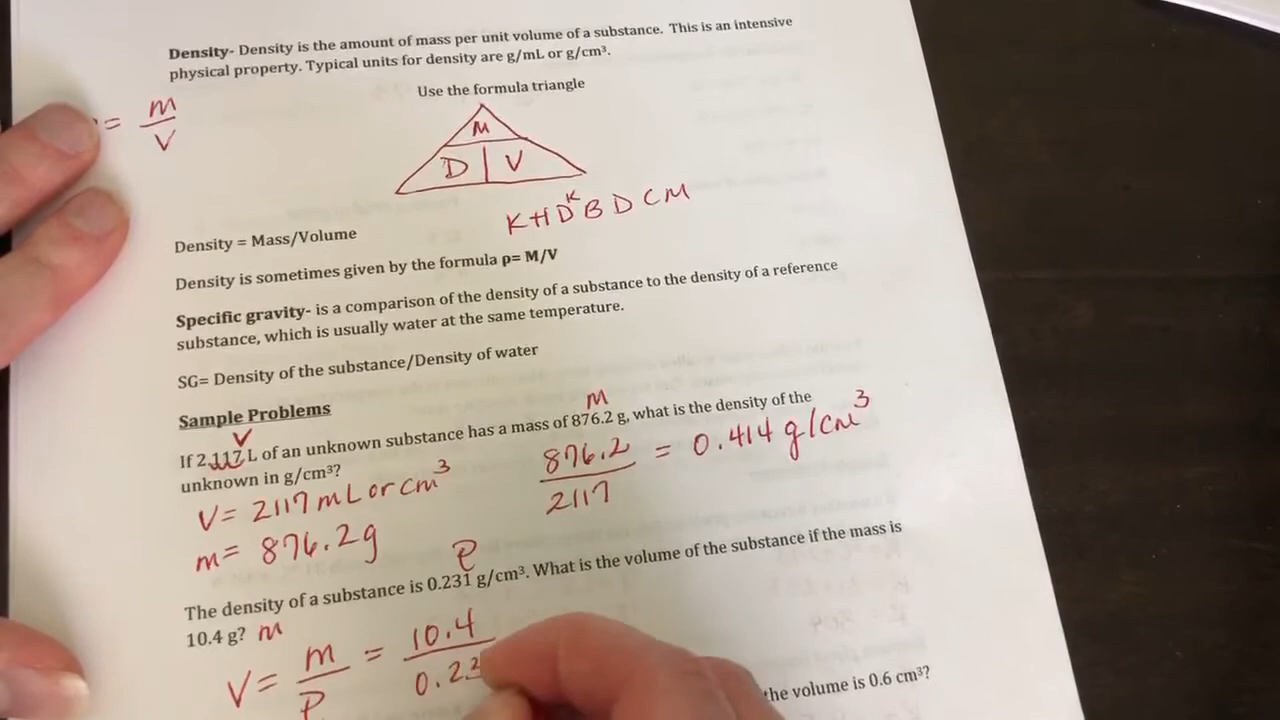 Density- Density is the amount of mass per unit volume of a substance. This is an intensive
physical property. Typical units for density are g/mL or g/cm³.
Use the formula triangle
= m/V
M
D | V
K H D K B D C M
Density = Mass/Volume
Density is sometimes given by the formula p= M/V
Specific gravity- is a comparison of the density of a substance to the density of a reference
substance, which is usually water at the same temperature.
SG= Density of the substance/Density of water
Sample Problems
V
M
If 2.117 L of an unknown substance has a mass of 876.2 g, what is the density of the
unknown in g/cm³?
876.2/2117 = 0.414 g/cm³
V= 2117 mL or cm³
m= 876.2g
P
The density of a substance is 0.231 g/cm³. What is the volume of the substance if the mass is
10.4 g? m
V= m/P = 10.4/0.23
the volume is 0.6 cm³?